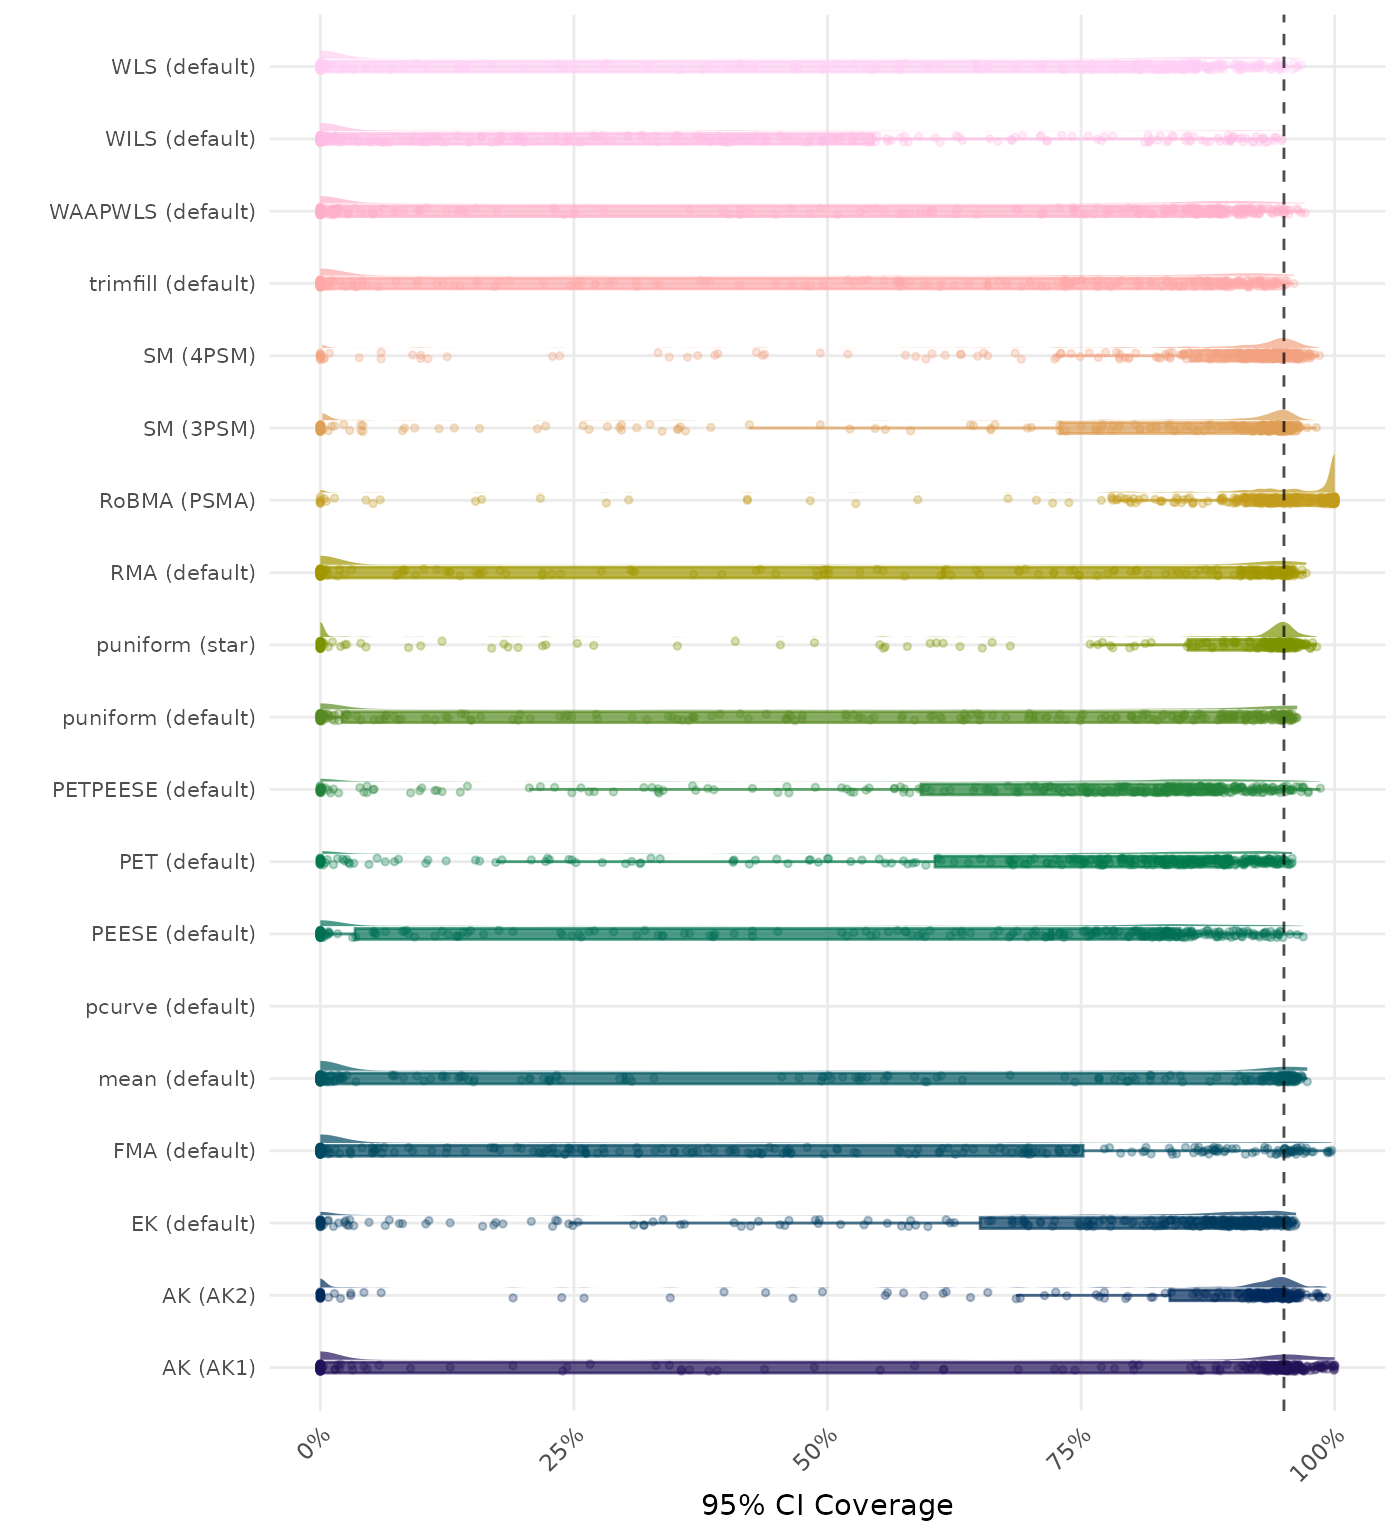 WLS (default)
WILS (default)
WAAPWLS (default)
trimfill (default)
SM (4PSM)
SM (3PSM)
RoBMA (PSMA)
RMA (default)
puniform (star)
puniform (default)
PETPEESE (default)
PET (default)
PEESE (default)
pcurve (default)
mean (default)
FMA (default)
EK (default)
AK (AK2)
AK (AK1)
0%
25%
50%
75%
100%
95% CI Coverage